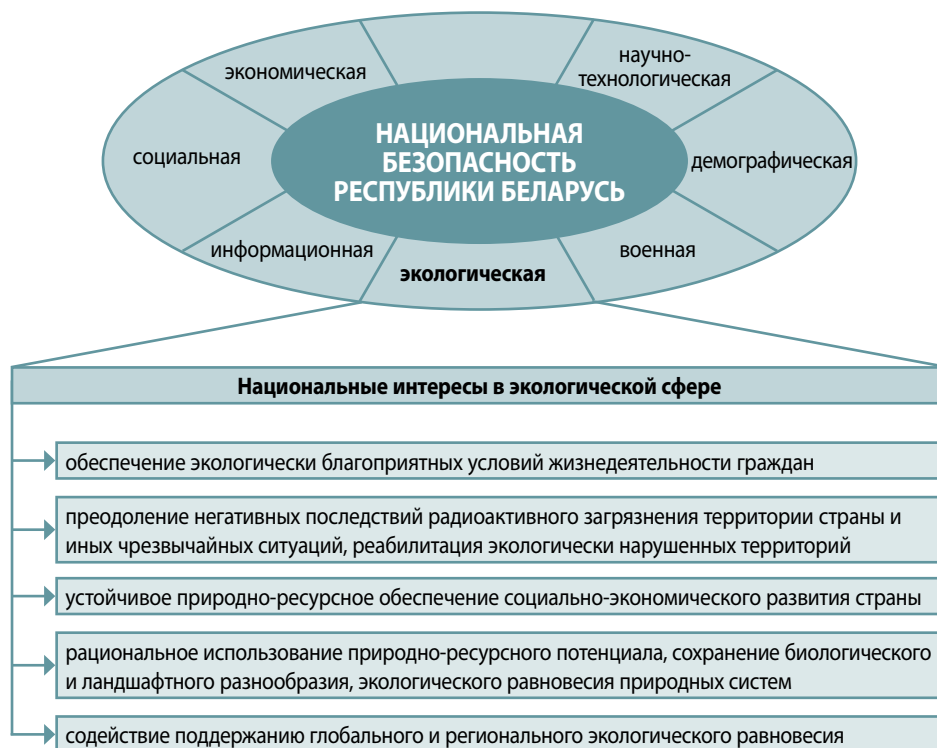 экономическая
научно-
технологическая
социальная
НАЦИОНАЛЬНАЯ
БЕЗОПАСНОСТЬ
РЕСПУБЛИКИ БЕЛАРУСЬ
демографическая
информационная
экологическая
военная
Национальные интересы в экологической сфере
обеспечение экологически благоприятных условий жизнедеятельности граждан
преодоление негативных последствий радиоактивного загрязнения территории страны и
иных чрезвычайных ситуаций, реабилитация экологически нарушенных территорий
устойчивое природно-ресурсное обеспечение социально-экономического развития страны
рациональное использование природно-ресурсного потенциала, сохранение биологического
и ландшафтного разнообразия, экологического равновесия природных систем
содействие поддержанию глобального и регионального экологического равновесия